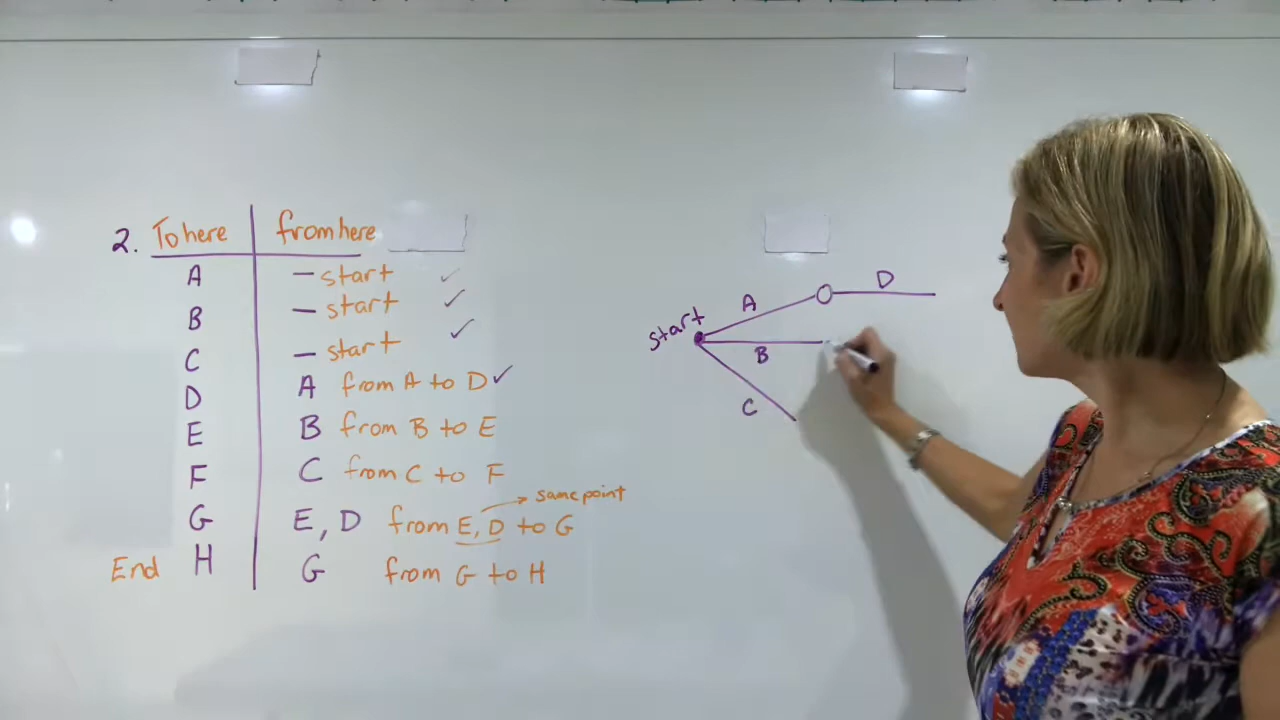 2. To here from here
A — start ✓
B — start ✓
C — start ✓
D A from A to D ✓
E B from B to E
F C from C to F
same point
G E, D from E, D to G
End H G from G to H
D
A
start
B
C